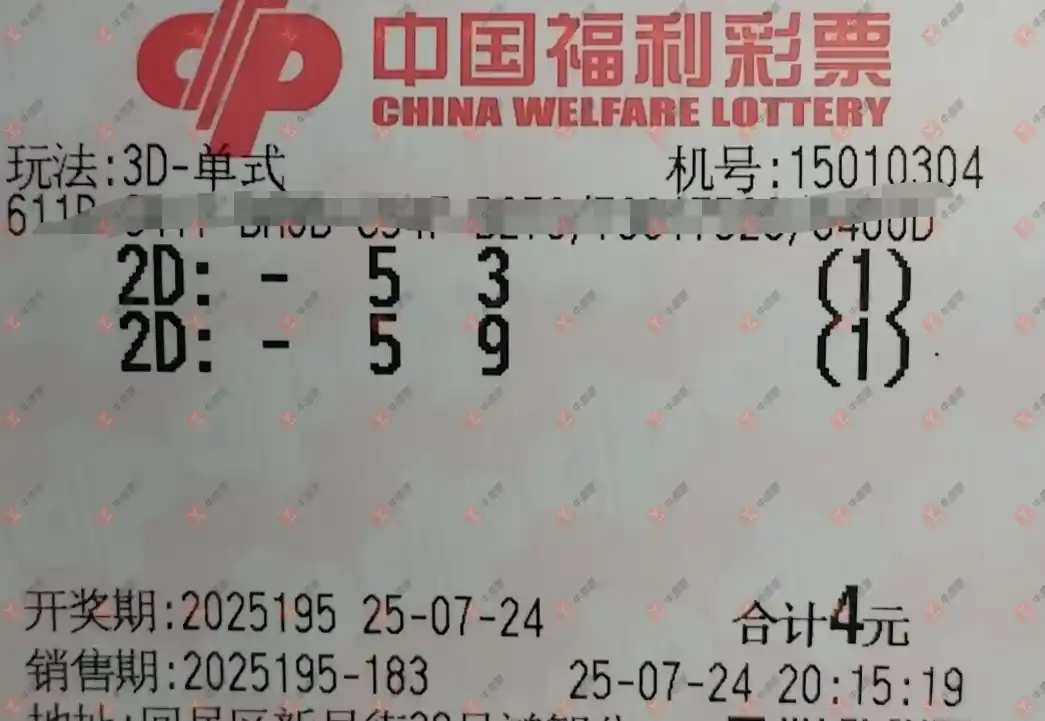 中国福利彩票
CHINA WELFARE LOTTERY
玩法:3D-单式 机号:15010304
2D: - 5 3 (1)
2D: - 5 9 (1)
开奖期:2025195 25-07-24 合计4元
销售期:2025195-183 25-07-24 20:15:19